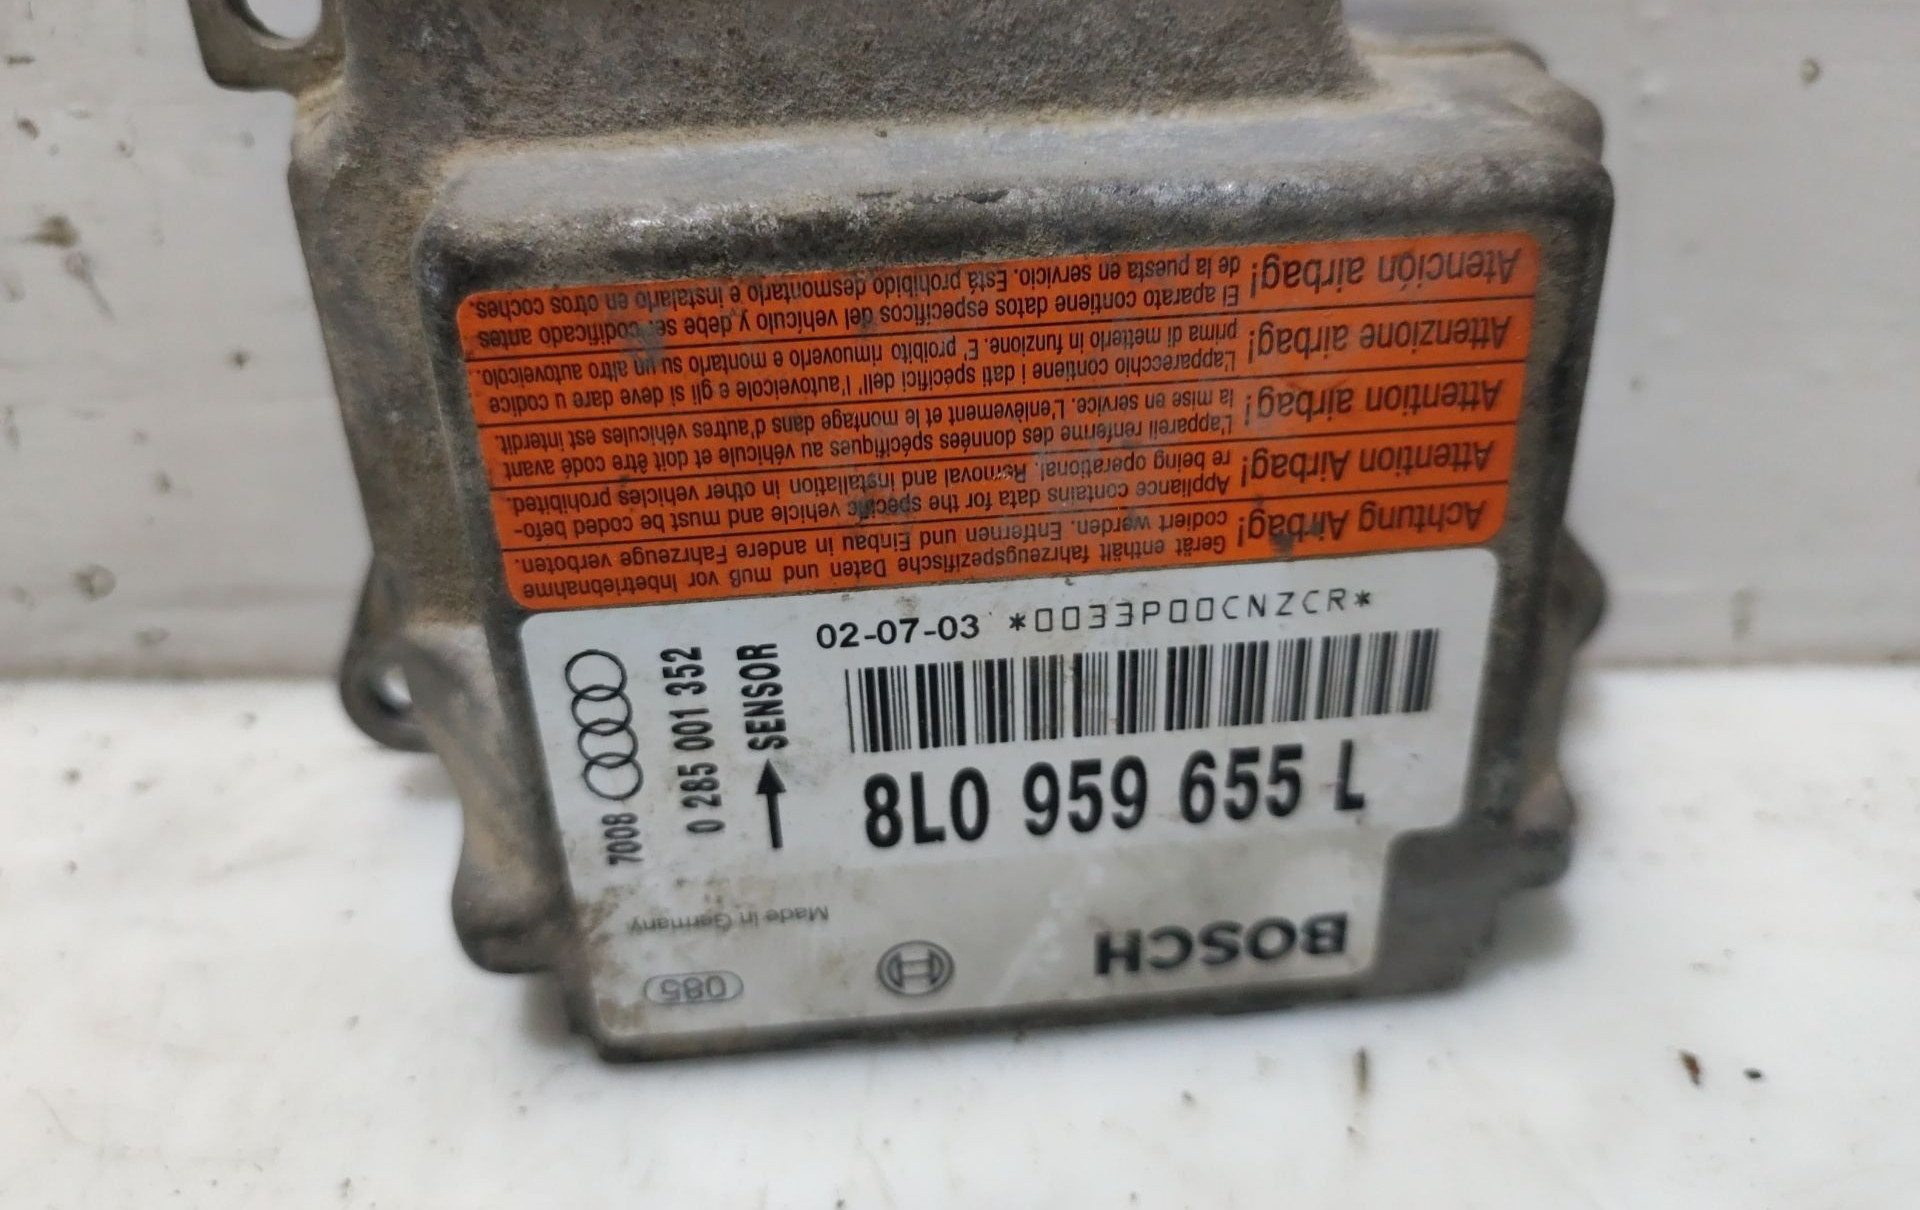 Achtung Airbag!
Gerät enthält fahrzeugspezifische Daten und muß vor Inbetriebnahme
codiert werden. Entfernen und Einbau in andere Fahrzeuge verboten.
Attention Airbag!
Appliance contains data for the specific vehicle and must be coded befo-
re being operational. Removal and installation in other vehicles prohibited.
Attention airbag!
L'appareil renferme des données spécifiques au véhicule et doit être codé avant
la mise en service. L'enlèvement et le montage dans d'autres véhicules est interdit.
Attenzione airbag!
L'apparecchio contiene i dati specifici dell' l'autoveicole e gli si deve dare u codice
prima di metterlo in funzione. E' proibito rimuoverlo e montarlo su un altro autoveicolo.
Atención airbag!
El aparato contiene datos específicos del vehículo y debe ser codificado antes
de la puesta en servicio. Está prohibido desmontarlo e instalarlo en otros coches.
02-07-03 *0033P00CNZCR*
7008
0 285 001 352
SENSOR
8L0 959 655 L
Made in Germany
BOSCH
085